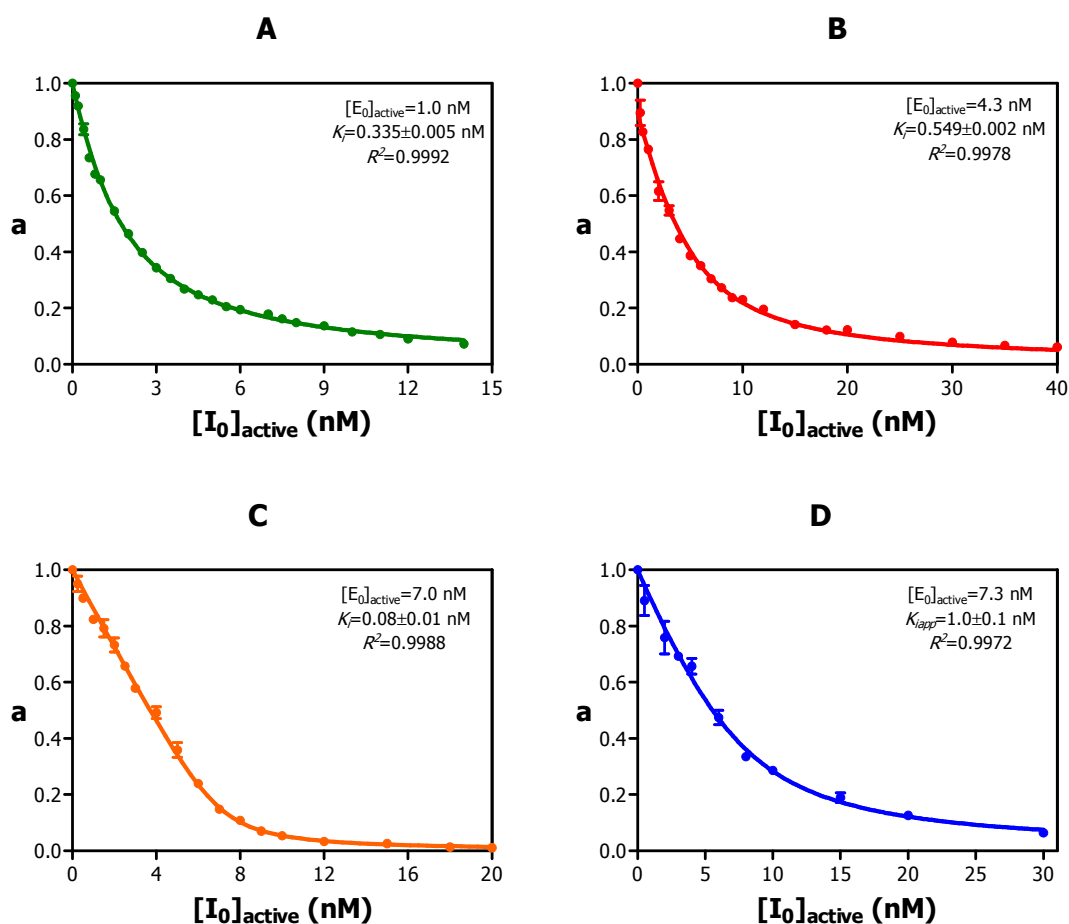 A
1.0
0.8
0.6
0.4
0.2
0.0
a
[E0]active=1.0 nM
Ki=0.335±0.005 nM
R2=0.9992
0 3 6 9 12 15
[I0]active (nM)
B
1.0
0.8
0.6
0.4
0.2
0.0
a
[E0]active=4.3 nM
Ki=0.549±0.002 nM
R2=0.9978
0 10 20 30 40
[I0]active (nM)
C
1.0
0.8
0.6
0.4
0.2
0.0
a
[E0]active=7.0 nM
Ki=0.08±0.01 nM
R2=0.9988
0 4 8 12 16 20
[I0]active (nM)
D
1.0
0.8
0.6
0.4
0.2
0.0
a
[E0]active=7.3 nM
Kiapp=1.0±0.1 nM
R2=0.9972
0 5 10 15 20 25 30
[I0]active (nM)